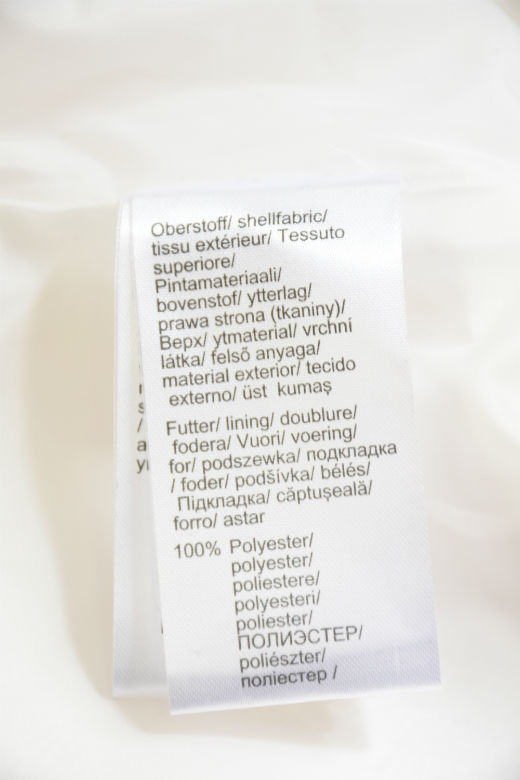 Oberstoff/ shellfabric/
tissu extérieur/ Tessuto
superiore/
Pintamateriaali/
bovenstof/ ytterlag/
prawa strona (tkaniny)/
Верх/ ytmaterial/ vrchní
látka/ felső anyaga/
material exterior/ tecido
externo/ üst kumaş
Futter/ lining/ doublure/
fodera/ Vuori/ voering/
for/ podszewka/ подкладка
/ foder/ podšívka/ bélés/
Підкладка/ căptușeală/
forro/ astar
100% Polyester/
polyester/
poliestere/
polyesteri/
poliester/
ПОЛИЭСТЕР/
poliészter/
поліестер /